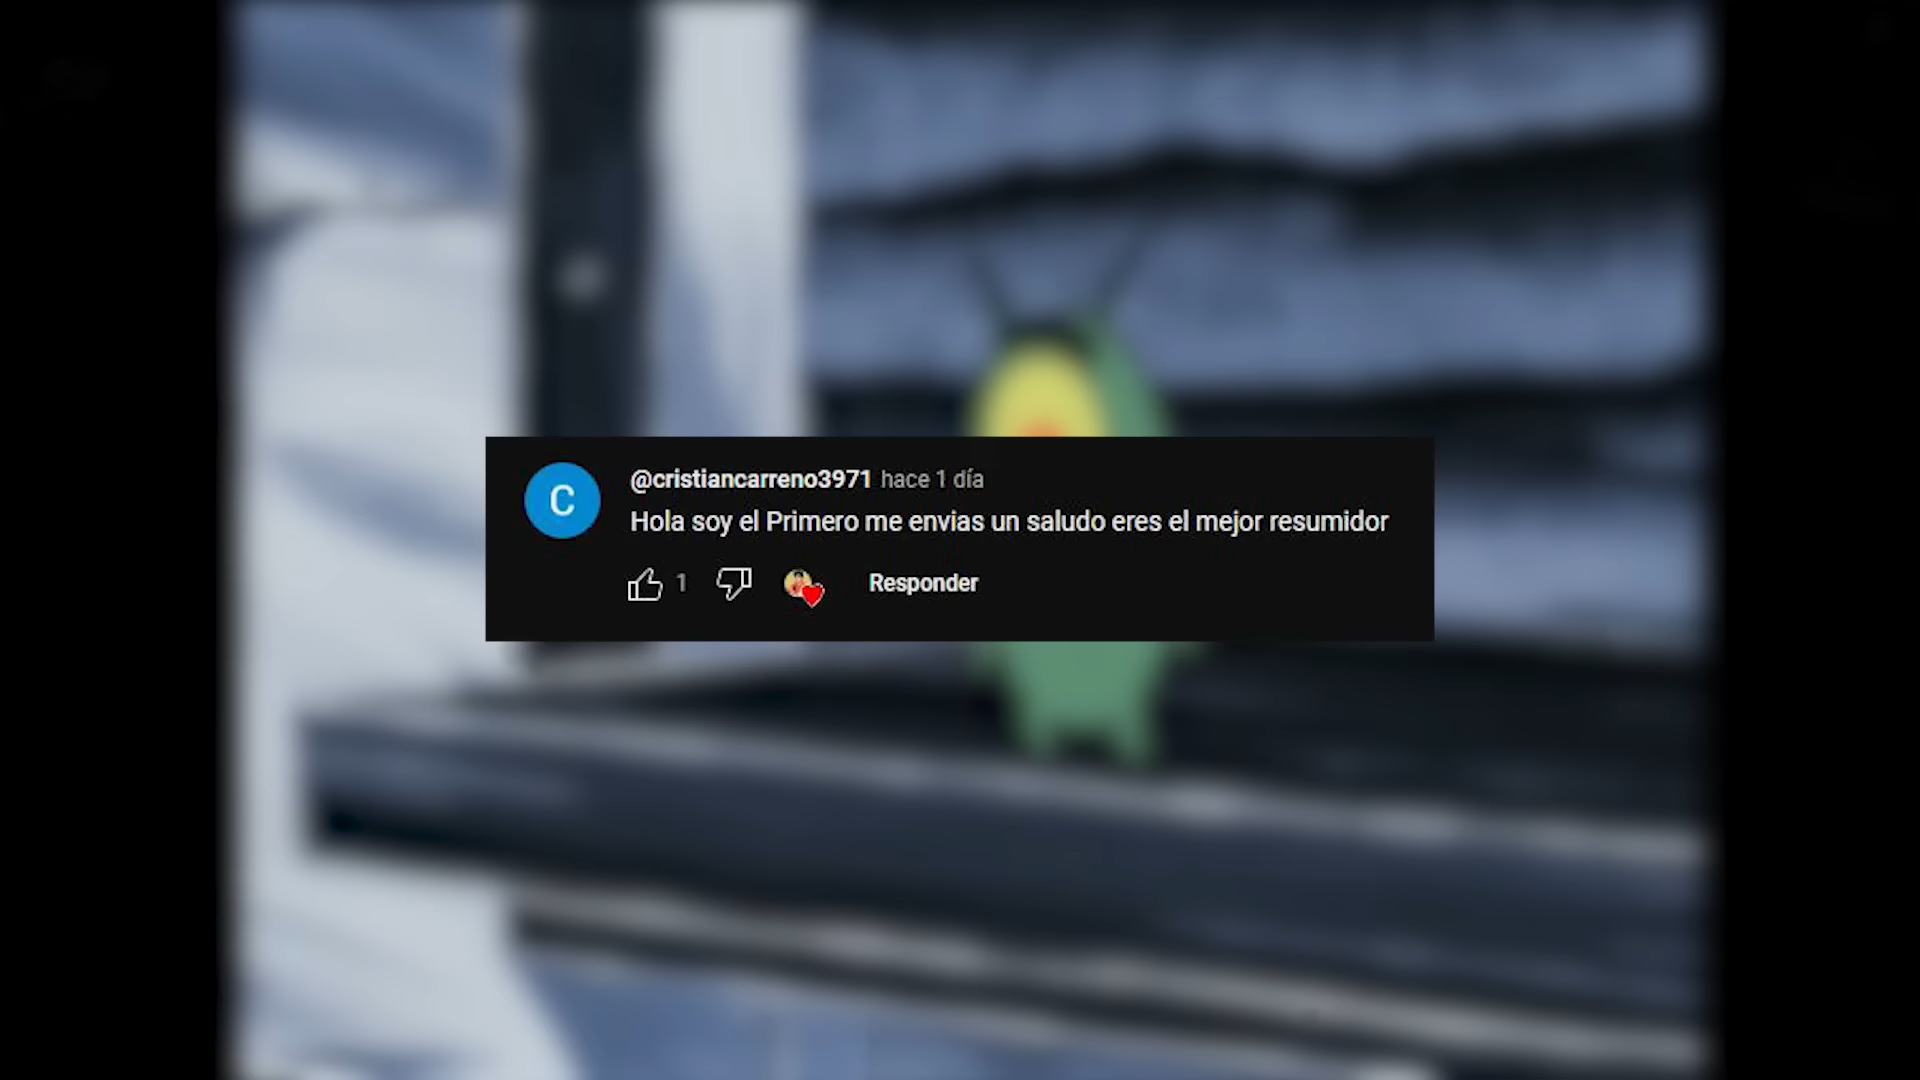 C
@cristiancarreno3971 hace 1 día
Hola soy el Primero me envias un saludo eres el mejor resumidor
1 Responder